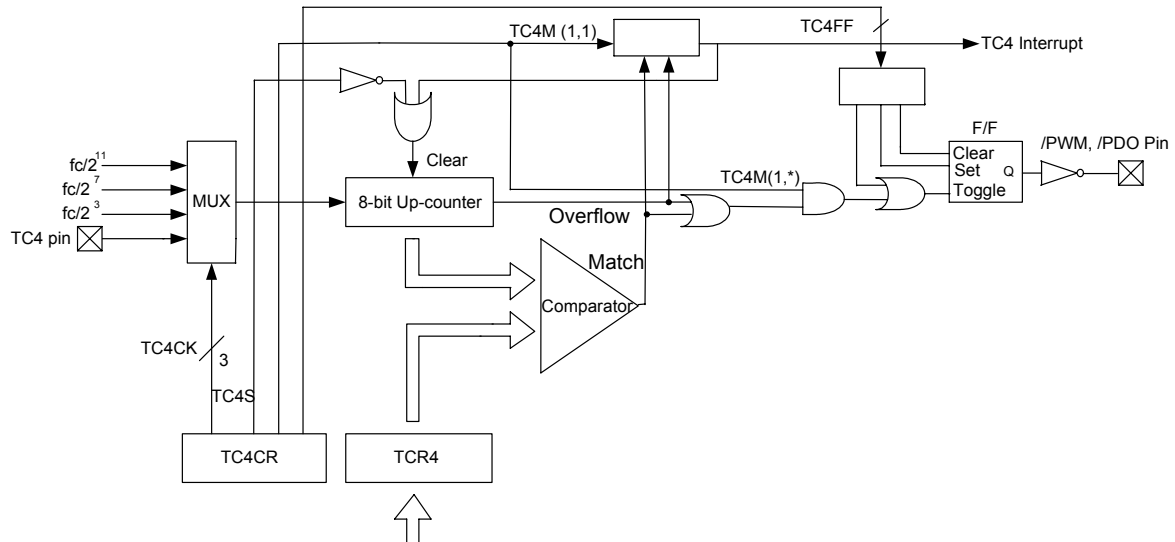 TC4M (1,1)
TC4FF
TC4 Interrupt
F/F
/PWM, /PDO Pin
Clear
fc/2^11
Clear
Set
Q
MUX
fc/2^7
TC4M(1,*)
8-bit Up-counter
Toggle
fc/2^3
Overflow
TC4 pin
Match
Comparator
TC4CK
3
TC4S
TC4CR
TCR4